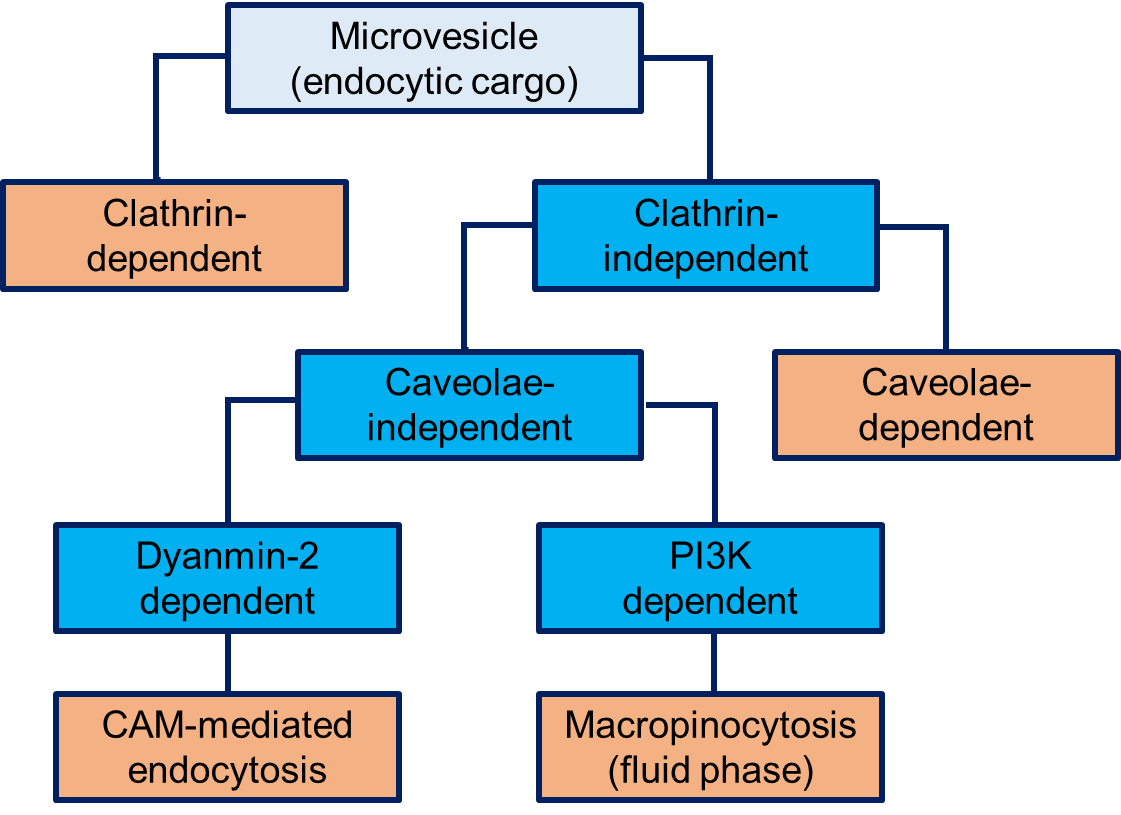 Microvesicle
(endocytic cargo)
Clathrin-
dependent
Clathrin-
independent
Caveolae-
independent
Caveolae-
dependent
Dyanmin-2
dependent
PI3K
dependent
CAM-mediated
endocytosis
Macropinocytosis
(fluid phase)